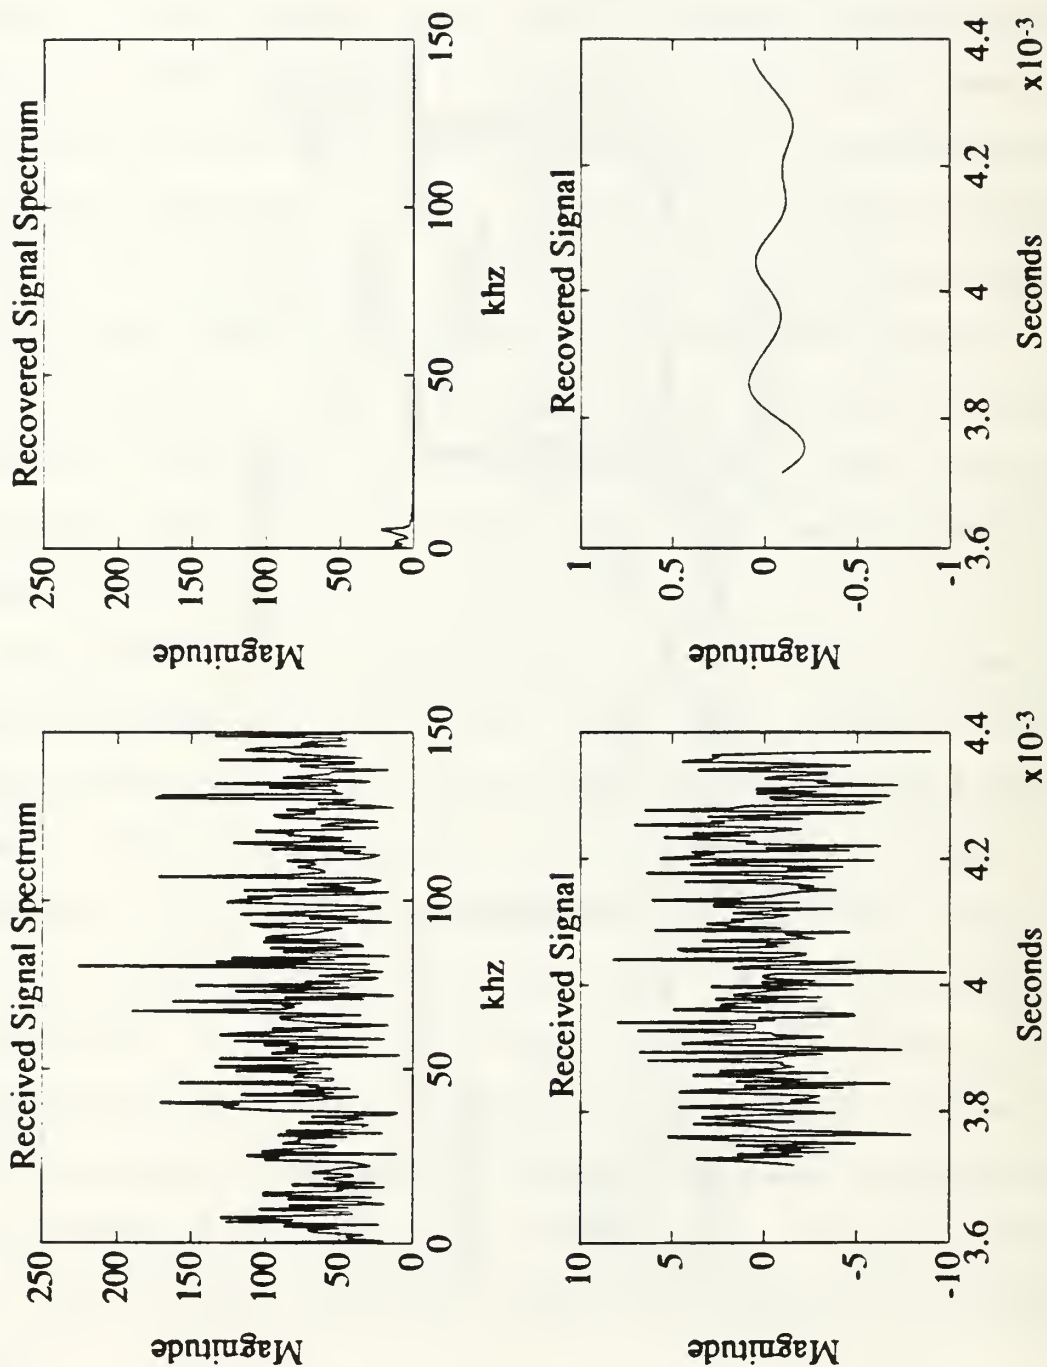 Received Signal Spectrum
Magnitude
250
200
150
100
50
0
0
50
100
150
khz
Recovered Signal Spectrum
Magnitude
250
200
150
100
50
0
0
50
100
150
khz
Received Signal
Magnitude
10
5
0
-5
-10
3.6
3.8
4
4.2
4.4
Seconds
x10-3
Recovered Signal
Magnitude
1
0.5
0
-0.5
-1
3.6
3.8
4
4.2
4.4
Seconds
x10-3